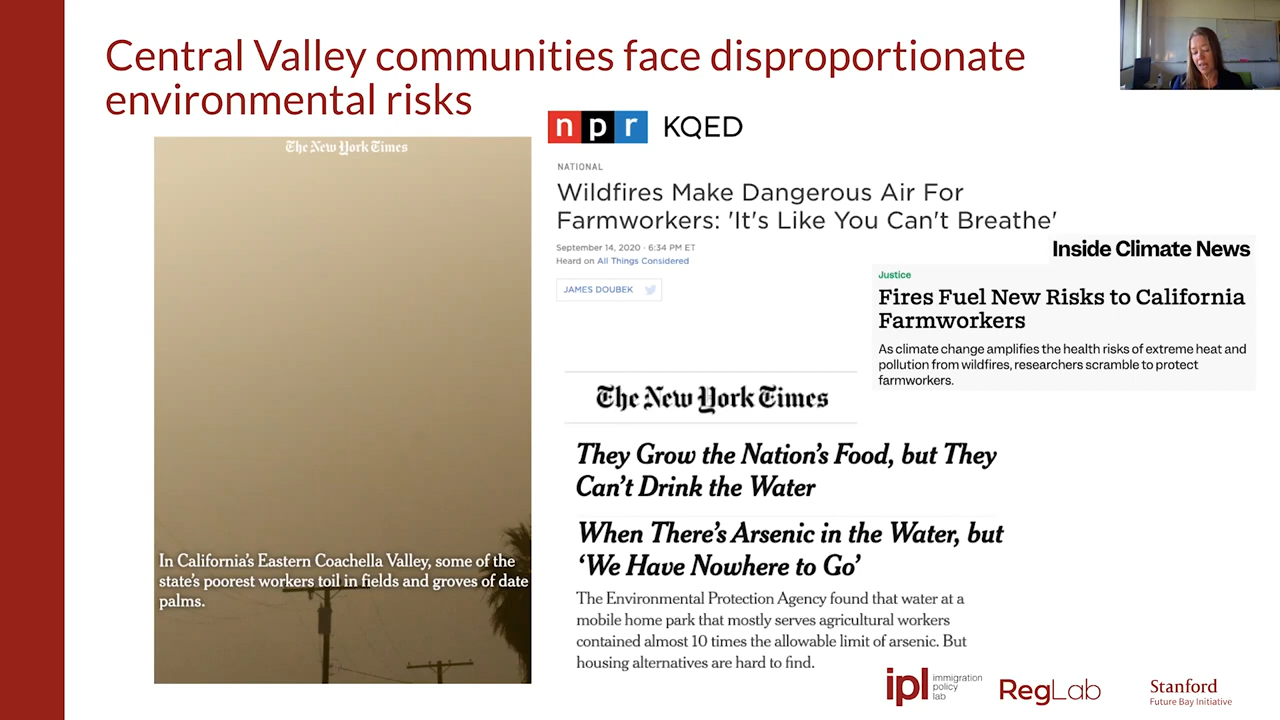 Central Valley communities face disproportionate
environmental risks
The New York Times
In California's Eastern Coachella Valley, some of the
state's poorest workers toil in fields and groves of date
palms.
npr KQED
NATIONAL
Wildfires Make Dangerous Air For
Farmworkers: 'It's Like You Can't Breathe'
September 14, 2020 · 6:34 PM ET
Heard on All Things Considered
JAMES DOUBEK
Inside Climate News
Justice
Fires Fuel New Risks to California
Farmworkers
As climate change amplifies the health risks of extreme heat and
pollution from wildfires, researchers scramble to protect
farmworkers.
The New York Times
They Grow the Nation's Food, but They
Can't Drink the Water
When There's Arsenic in the Water, but
‘We Have Nowhere to Go’
The Environmental Protection Agency found that water at a
mobile home park that mostly serves agricultural workers
contained almost 10 times the allowable limit of arsenic. But
housing alternatives are hard to find.
ipl immigration
policy
lab
RegLab
Stanford
Future Bay Initiative